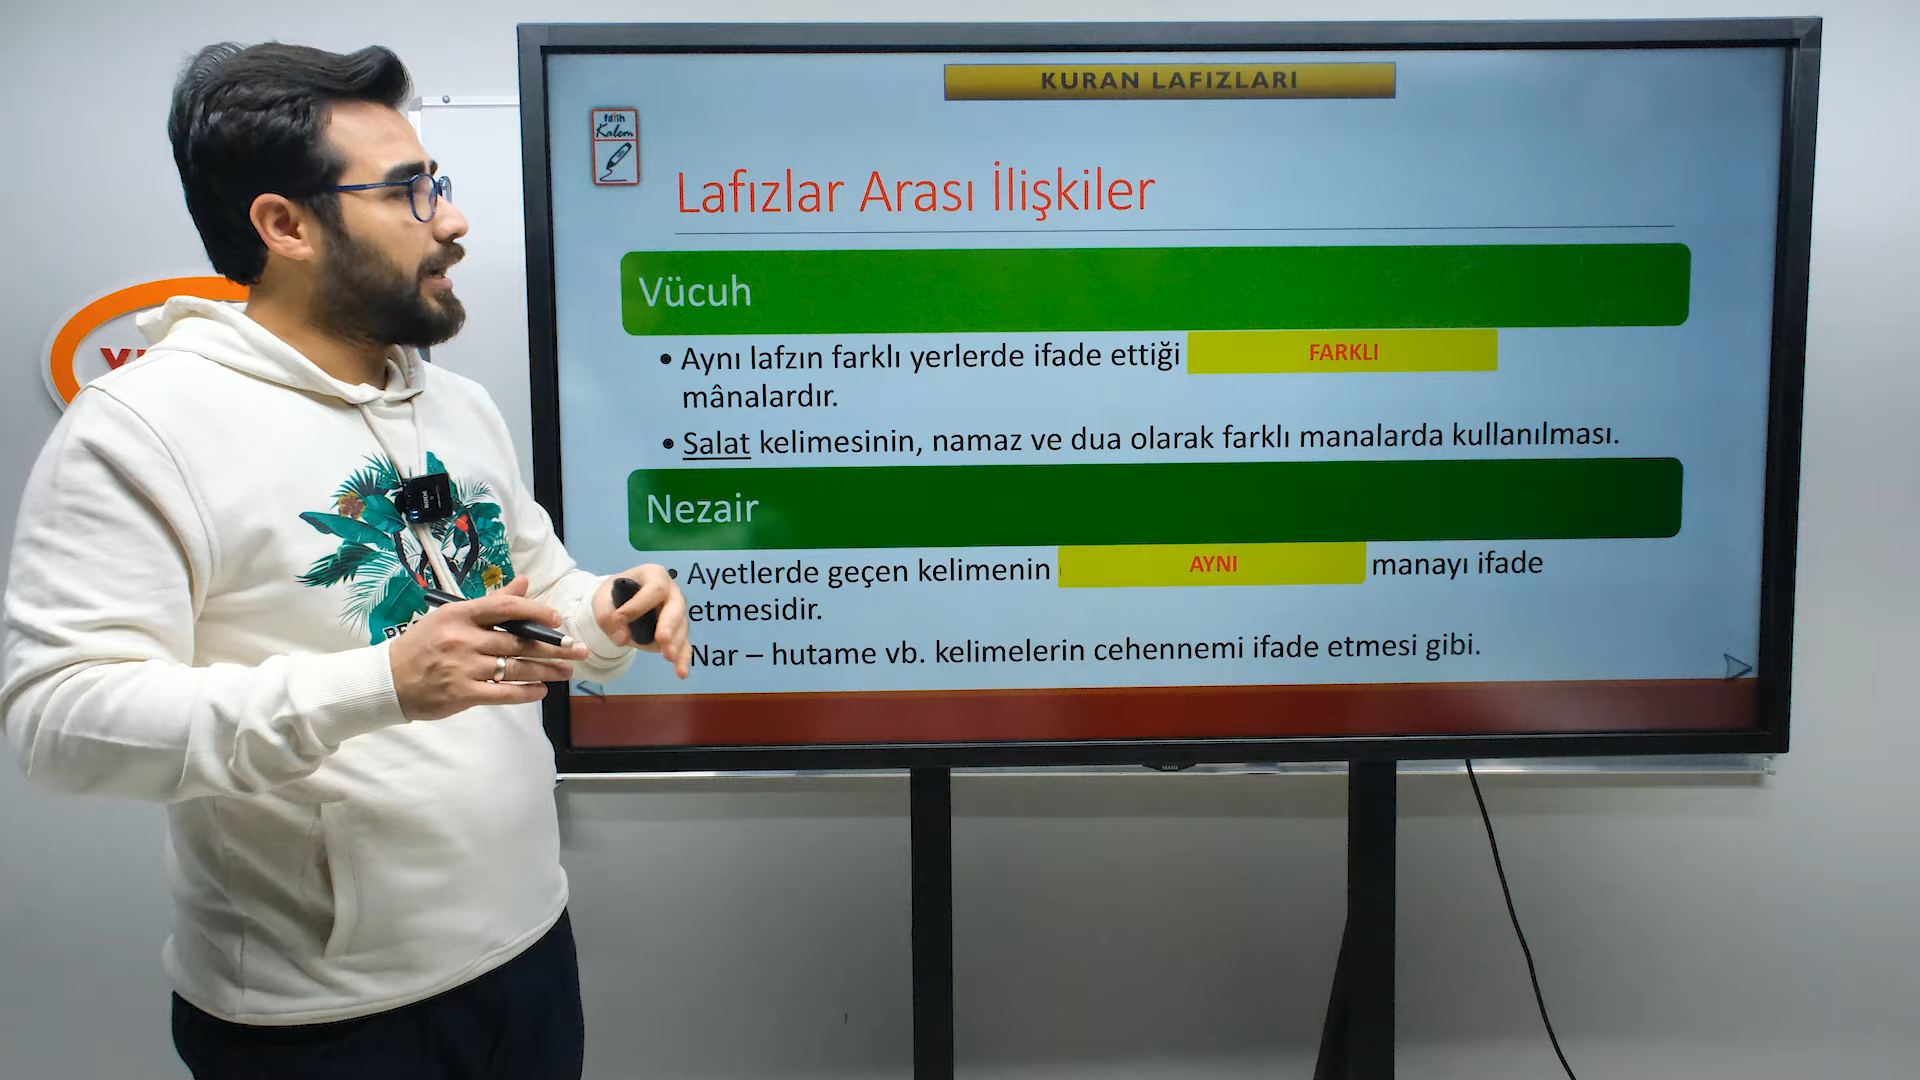 KURAN LAFIZLARI
fatih
Kalem
Lafızlar Arası İlişkiler
Vücuh
• Aynı lafzın farklı yerlerde ifade ettiği FARKLI
mânalardır.
• Salat kelimesinin, namaz ve dua olarak farklı manalarda kullanılması.
Nezair
• Ayetlerde geçen kelimenin AYNI manayı ifade
etmesidir.
Nar – hutame vb. kelimelerin cehennemi ifade etmesi gibi.